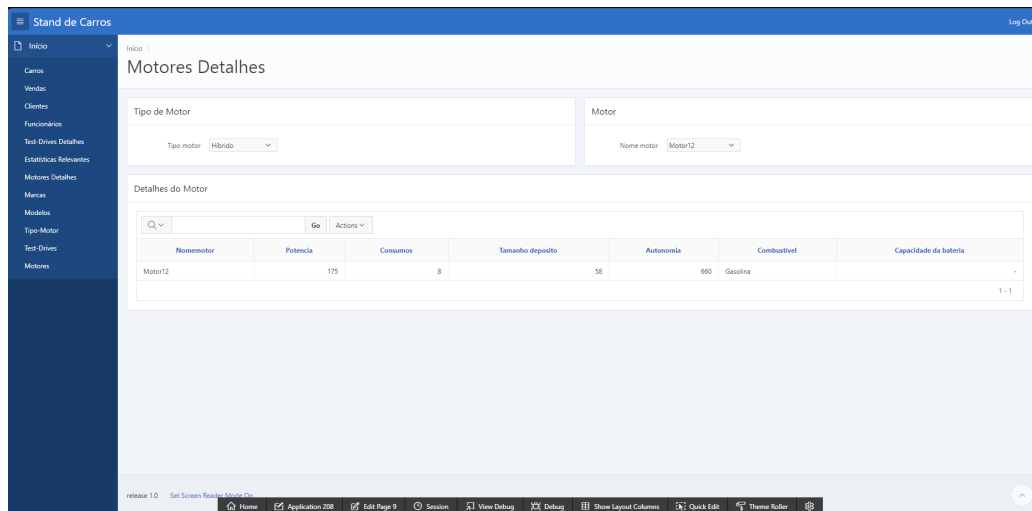 Stand de Carros
Log Out
Início
Carros
Vendas
Clientes
Funcionários
Test-Drives Detalhes
Estatísticas Relevantes
Motores Detalhes
Marcas
Modelos
Tipo-Motor
Test-Drives
Motores
Início \
Motores Detalhes
Tipo de Motor
Tipo motor Híbrido
Motor
Nome motor Motor12
Detalhes do Motor
Go Actions
Nomemotor Potencia Consumos Tamanho deposito Autonomia Combustível Capacidade da bateria
Motor12 175 8 58 660 Gasolina -
1 - 1
release 1.0 Set Screen Reader Mode On
Home Application 208 Edit Page 9 Session View Debug Debug Show Layout Columns Quick Edit Theme Roller